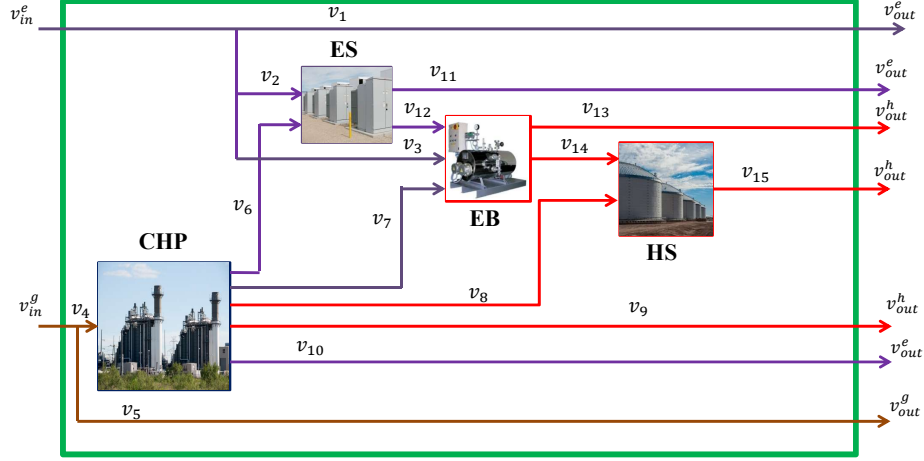 v_in^e
v_1
v_out^e
ES
v_2
v_11
v_out^e
v_12
v_13
v_out^h
v_3
v_14
v_15
v_out^h
v_6
v_7
EB
CHP
HS
v_in^g
v_4
v_8
v_9
v_out^h
v_10
v_out^e
v_5
v_out^g